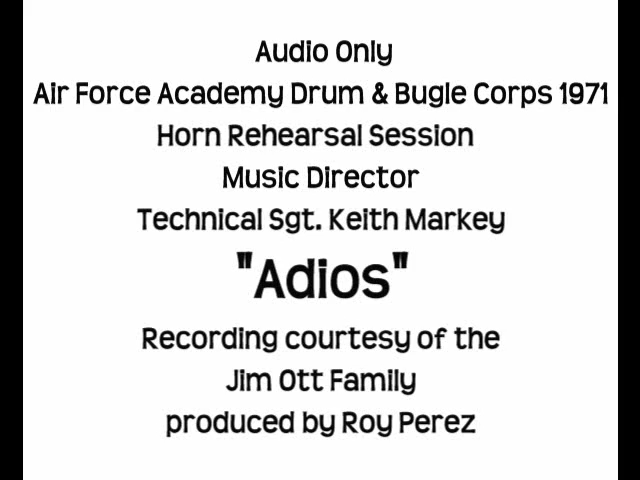 Audio Only
Air Force Academy Drum & Bugle Corps 1971
Horn Rehearsal Session
Music Director
Technical Sgt. Keith Markey
"Adios"
Recording courtesy of the
Jim Ott Family
produced by Roy Perez